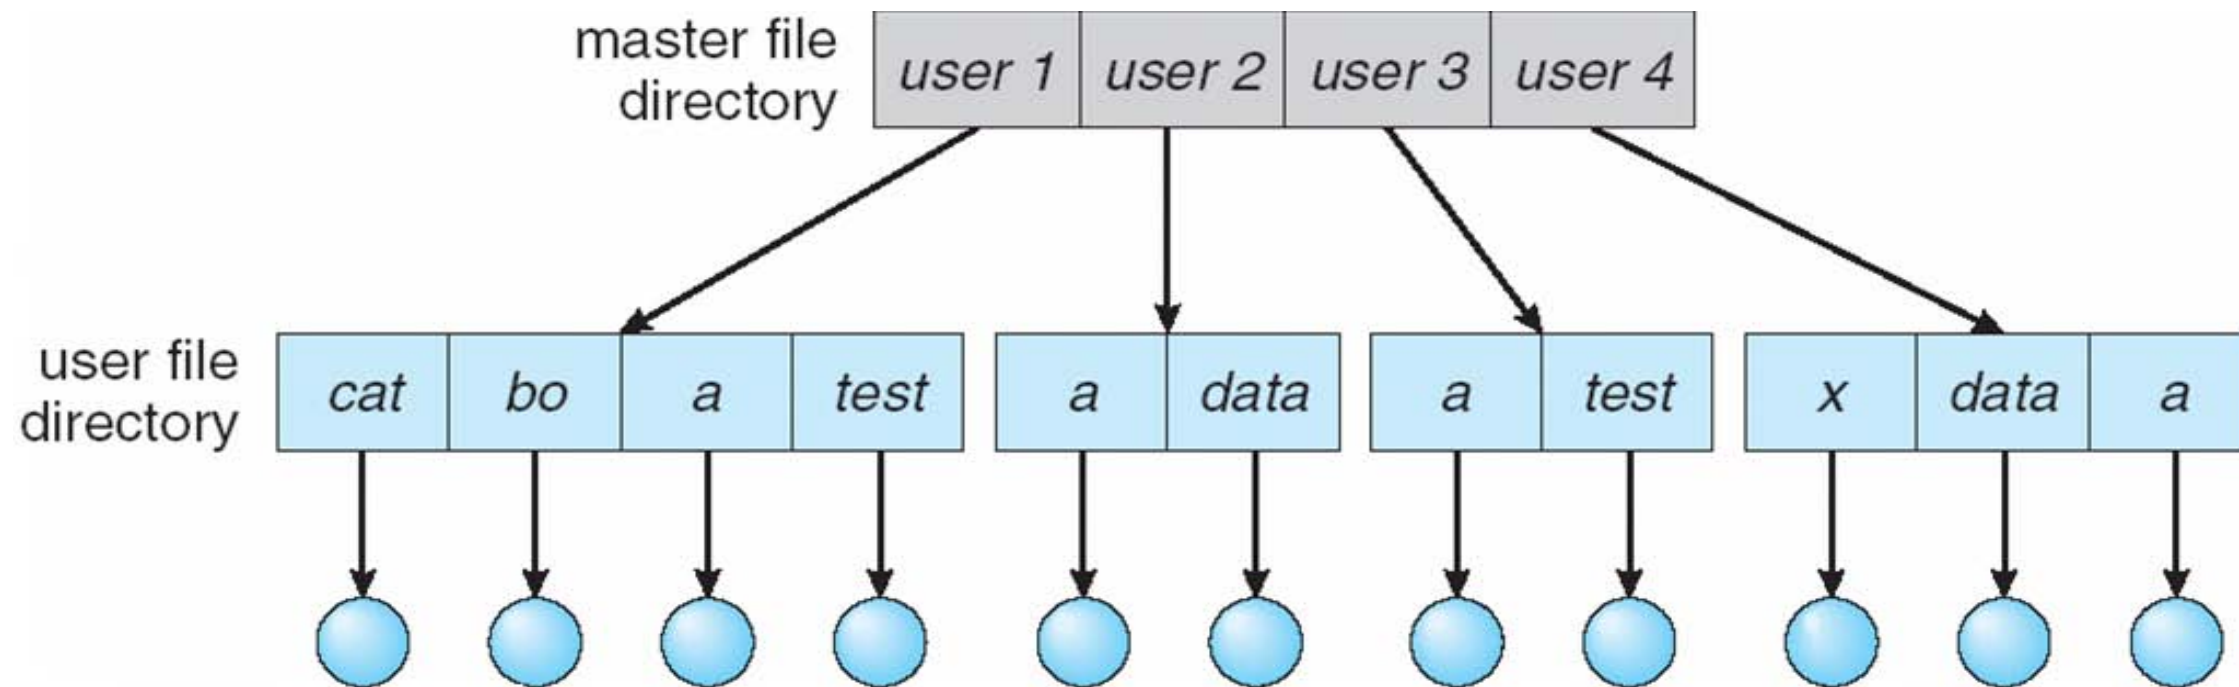 master file
directory
user 1 user 2 user 3 user 4
user file
directory
cat bo a test a data a test x data a